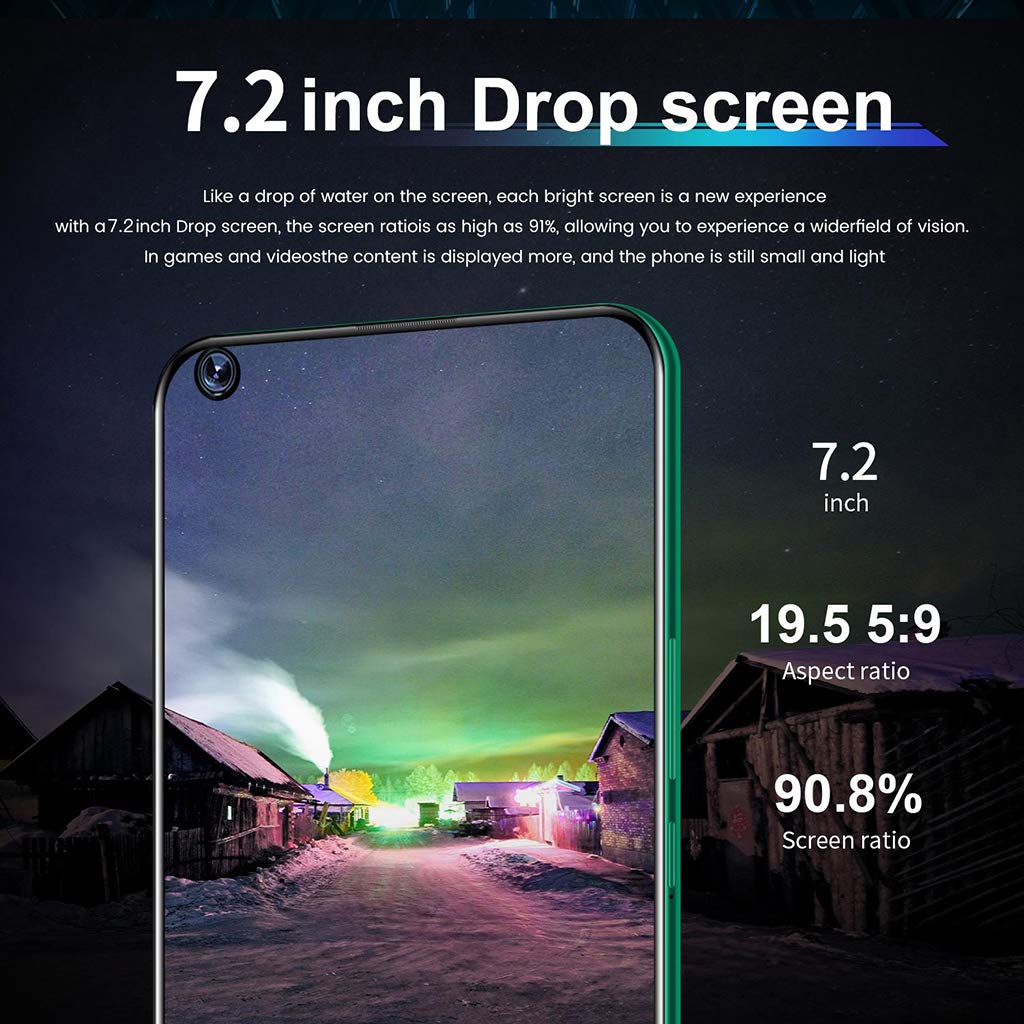 7.2 inch Drop screen
Like a drop of water on the screen, each bright screen is a new experience
with a 7.2 inch Drop screen, the screen ratiois as high as 91%, allowing you to experience a widerfield of vision.
In games and videosthe content is displayed more, and the phone is still small and light
7.2
inch
19.5 5:9
Aspect ratio
90.8%
Screen ratio